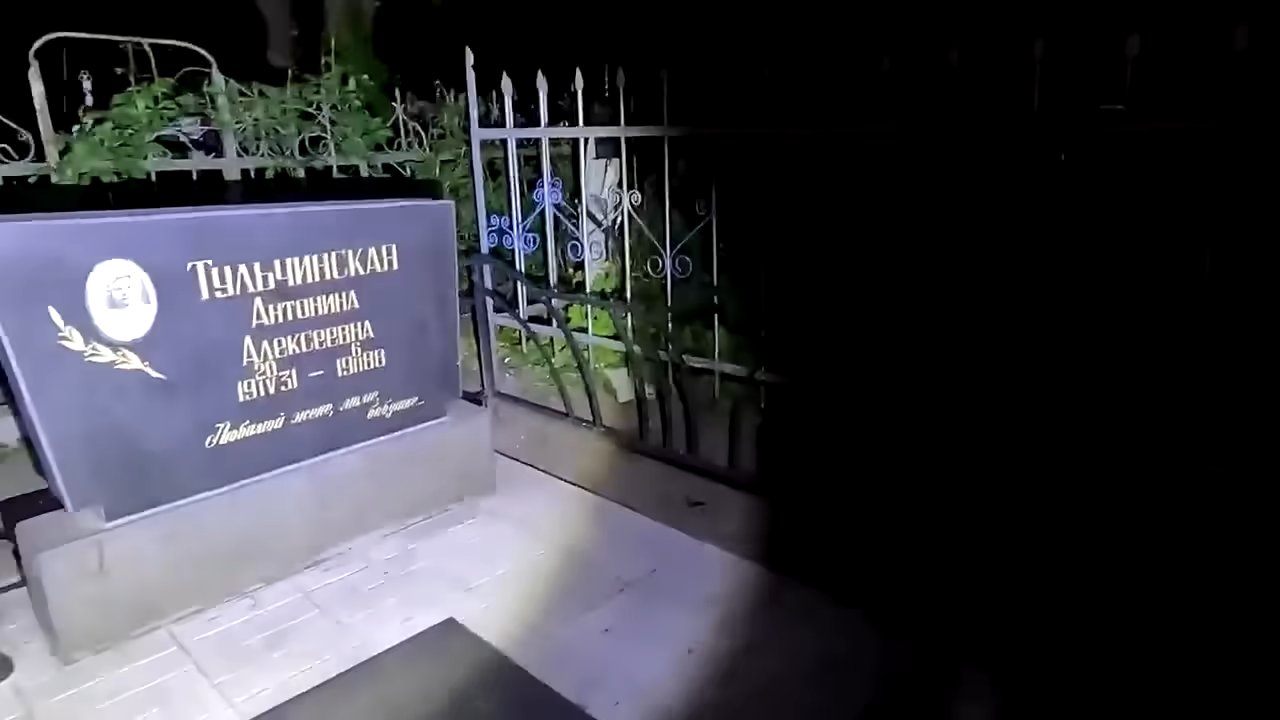 Тульчинская
Антонина
Алексеевна
20 6
19IV31 — 19II88
Любимой жене, маме,
бабушке...